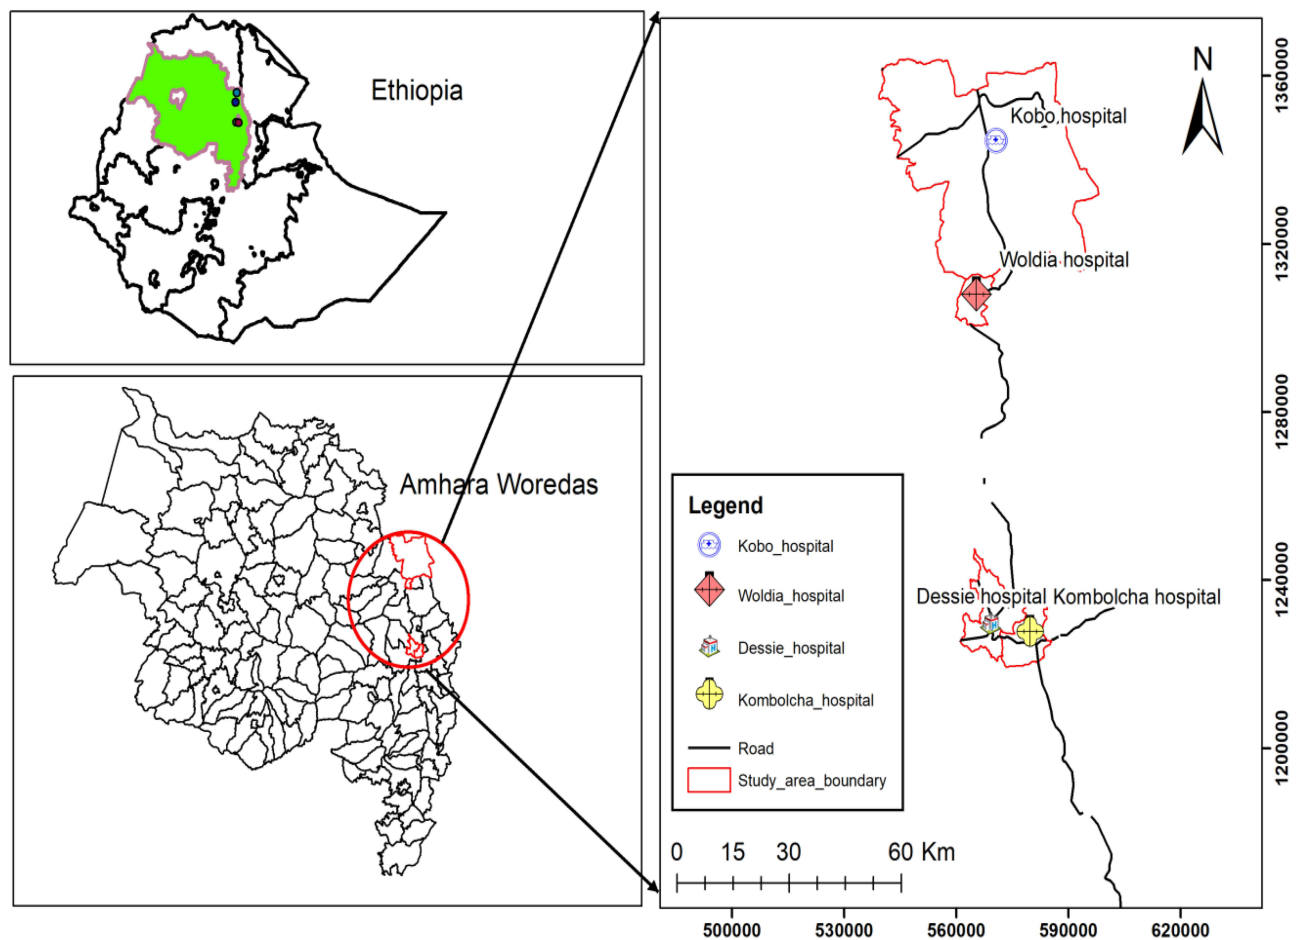 Ethiopia
Amhara Woredas
N
Kobo hospital
Woldia hospital
Dessie hospital
Kombolcha hospital
Legend
Kobo_hospital
Woldia_hospital
Dessie_hospital
Kombolcha_hospital
Road
Study_area_boundary
0 15 30 60 Km
1360000
1320000
1280000
1240000
1200000
500000 530000 560000 590000 620000